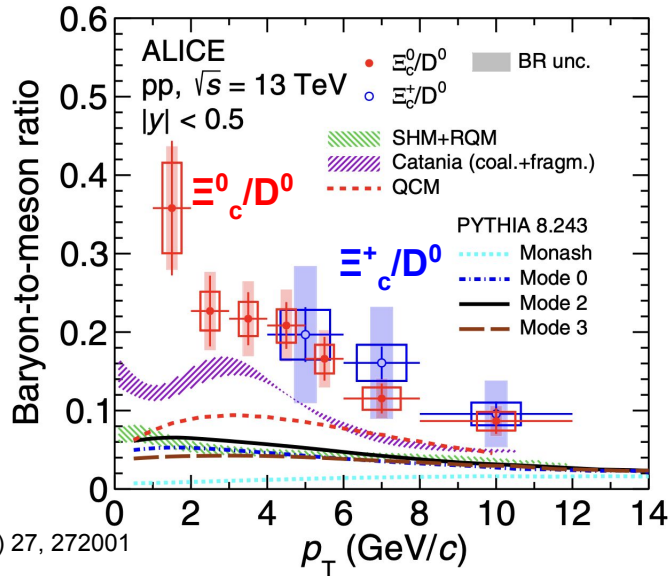 0.6
0.5
0.4
0.3
0.2
0.1
0
Baryon-to-meson ratio
ALICE
pp, √s = 13 TeV
|y| < 0.5
Ξ⁰c/D⁰
Ξ⁺c/D⁰
BR unc.
SHM+RQM
Catania (coal.+fragm.)
QCM
Ξ⁰c/D⁰
PYTHIA 8.243
Monash
Mode 0
Mode 2
Mode 3
Ξ⁺c/D⁰
0 2 4 6 8 10 12 14
) 27, 272001
pT (GeV/c)